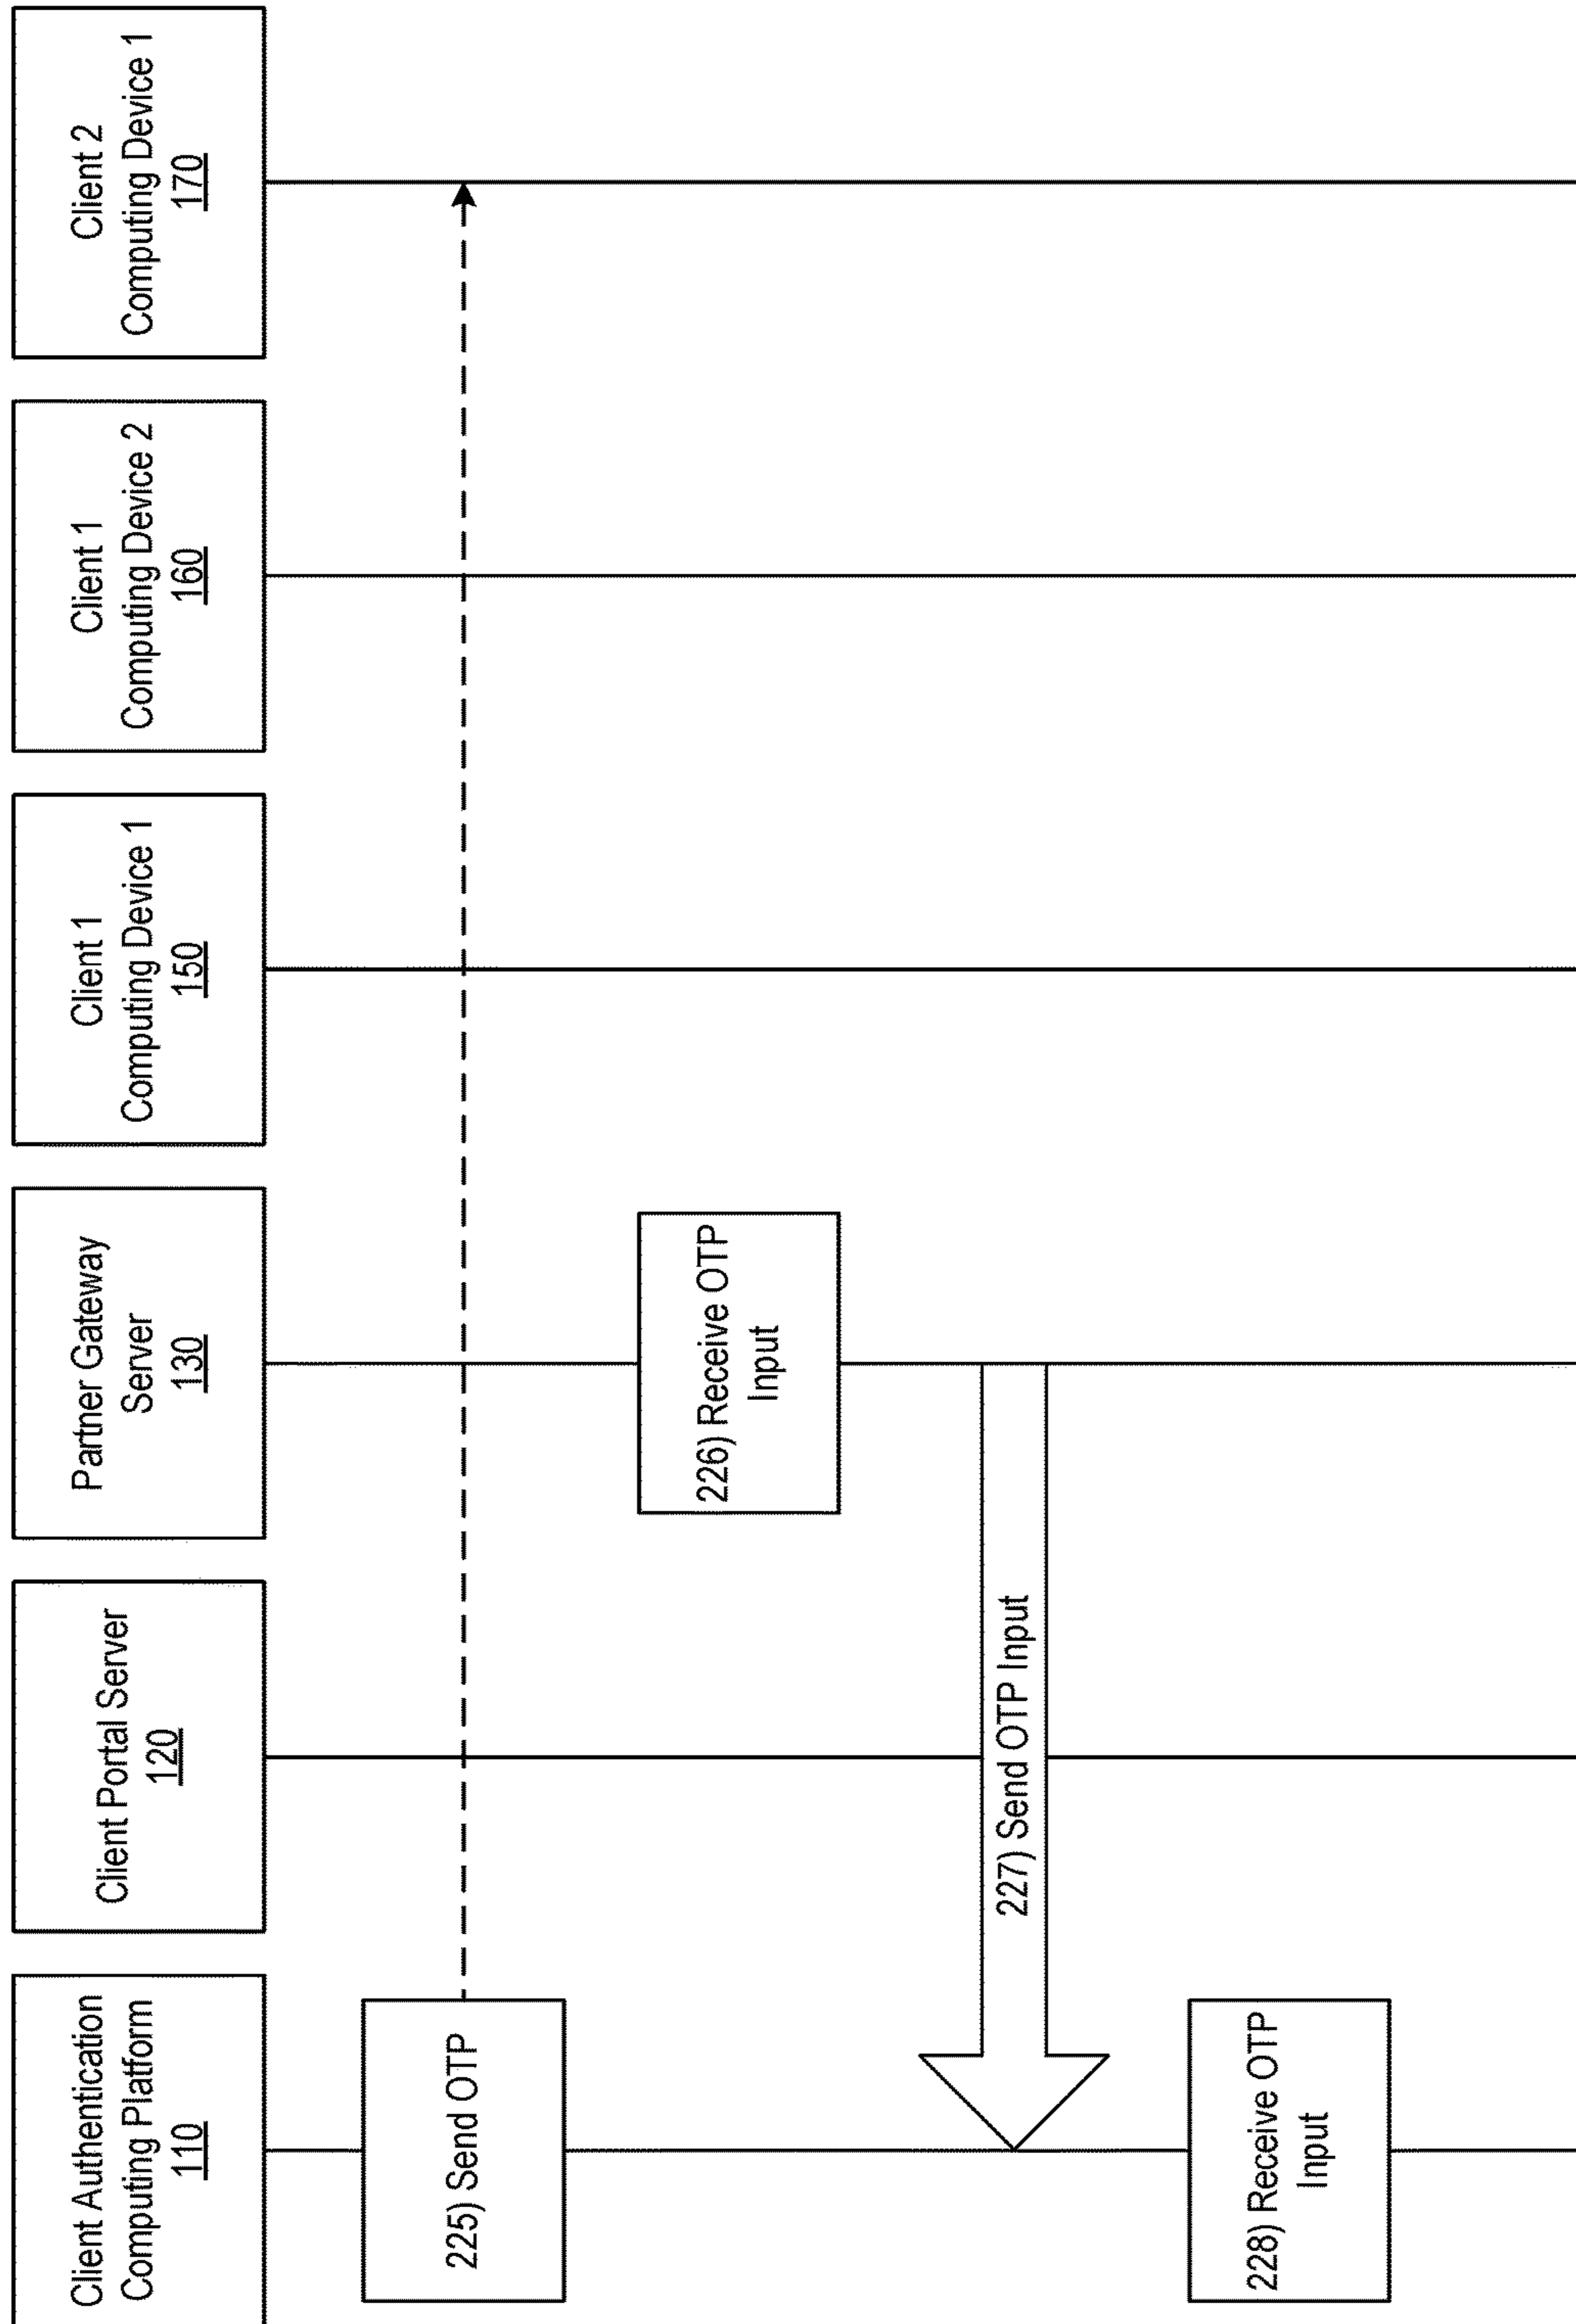 Client Authentication
Computing Platform
110
Client Portal Server
120
Partner Gateway
Server
130
Client 1
Computing Device 1
150
Client 1
Computing Device 2
160
Client 2
Computing Device 1
170
225) Send OTP
226) Receive OTP
Input
227) Send OTP Input
228) Receive OTP
Input